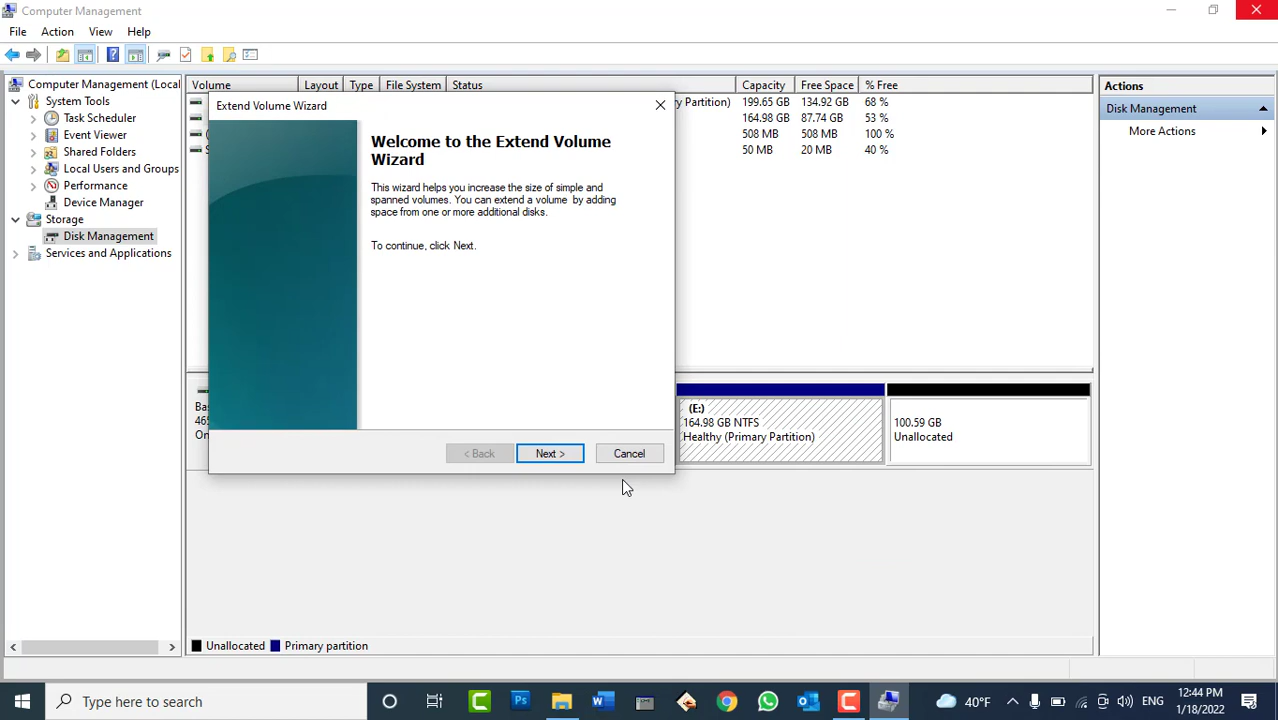 Computer Management
File Action View Help
Computer Management (Local
System Tools
Task Scheduler
Event Viewer
Shared Folders
Local Users and Groups
Performance
Device Manager
Storage
Disk Management
Services and Applications
Volume Layout Type File System Status Capacity Free Space % Free
ry Partition) 199.65 GB 134.92 GB 68 %
164.98 GB 87.74 GB 53 %
508 MB 508 MB 100 %
50 MB 20 MB 40 %
Extend Volume Wizard
Welcome to the Extend Volume
Wizard
This wizard helps you increase the size of simple and
spanned volumes. You can extend a volume by adding
space from one or more additional disks.
To continue, click Next.
< Back Next > Cancel
Bas
465
On
(E:)
164.98 GB NTFS
Healthy (Primary Partition)
100.59 GB
Unallocated
Unallocated Primary partition
Actions
Disk Management
More Actions
Type here to search
Ps
W
40°F
ENG
12:44 PM
1/18/2022